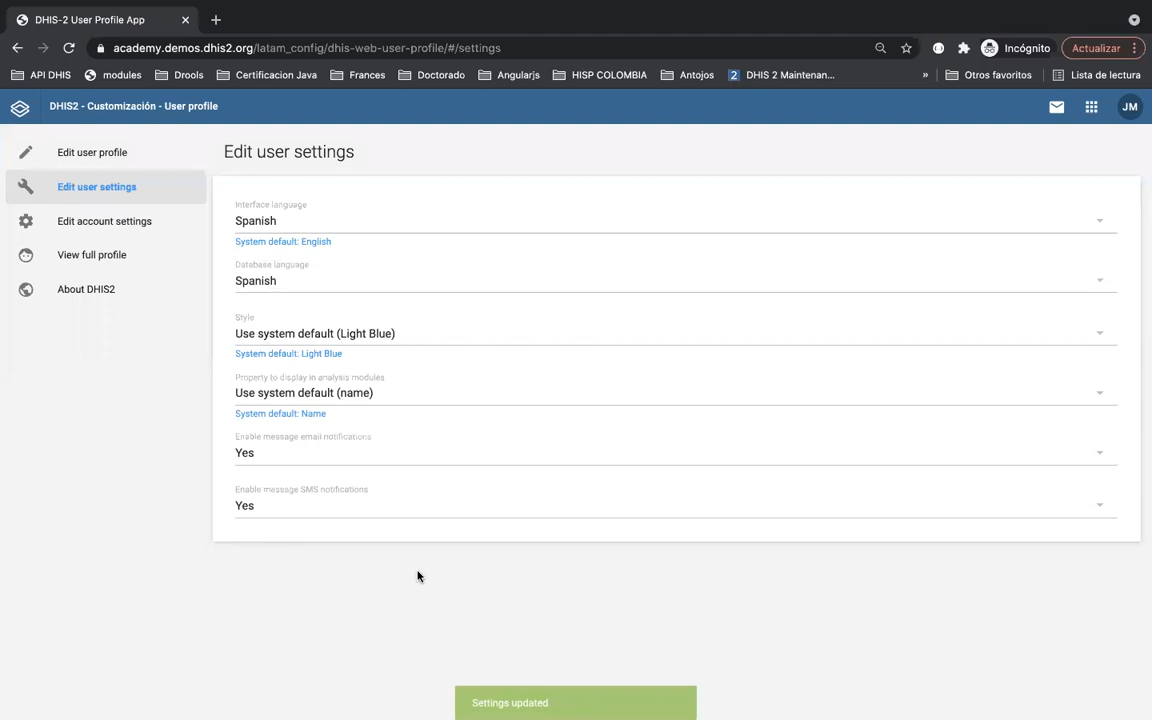 DHIS-2 User Profile App
academy.demos.dhis2.org/latam_config/dhis-web-user-profile/#/settings
Incógnito
Actualizar
API DHIS
modules
Drools
Certificacion Java
Frances
Doctorado
Angularjs
HISP COLOMBIA
Antojos
2 DHIS 2 Maintenan...
»
Otros favoritos
Lista de lectura
DHIS2 - Customización - User profile
JM
Edit user profile
Edit user settings
Edit account settings
View full profile
About DHIS2
Edit user settings
Interface language
Spanish
System default: English
Database language
Spanish
Style
Use system default (Light Blue)
System default: Light Blue
Property to display in analysis modules
Use system default (name)
System default: Name
Enable message email notifications
Yes
Enable message SMS notifications
Yes
Settings updated